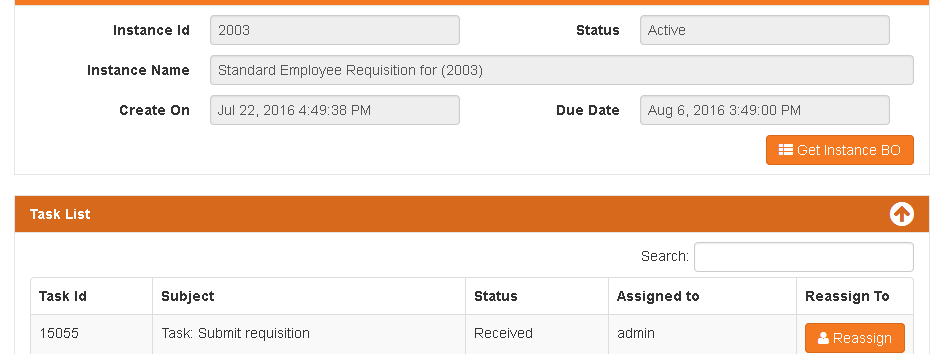 Instance Id 2003 Status Active
Instance Name Standard Employee Requisition for (2003)
Create On Jul 22, 2016 4:49:38 PM Due Date Aug 6, 2016 3:49:00 PM
Get Instance BO
Task List
Search:
Task Id Subject Status Assigned to Reassign To
15055 Task: Submit requisition Received admin Reassign